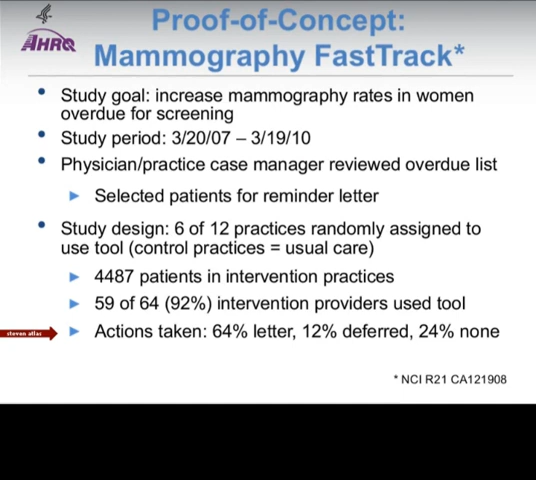 AHRQ
Proof-of-Concept:
Mammography FastTrack*
• Study goal: increase mammography rates in women
overdue for screening
• Study period: 3/20/07 – 3/19/10
• Physician/practice case manager reviewed overdue list
► Selected patients for reminder letter
• Study design: 6 of 12 practices randomly assigned to
use tool (control practices = usual care)
► 4487 patients in intervention practices
► 59 of 64 (92%) intervention providers used tool
steven atlas
► Actions taken: 64% letter, 12% deferred, 24% none
* NCI R21 CA121908